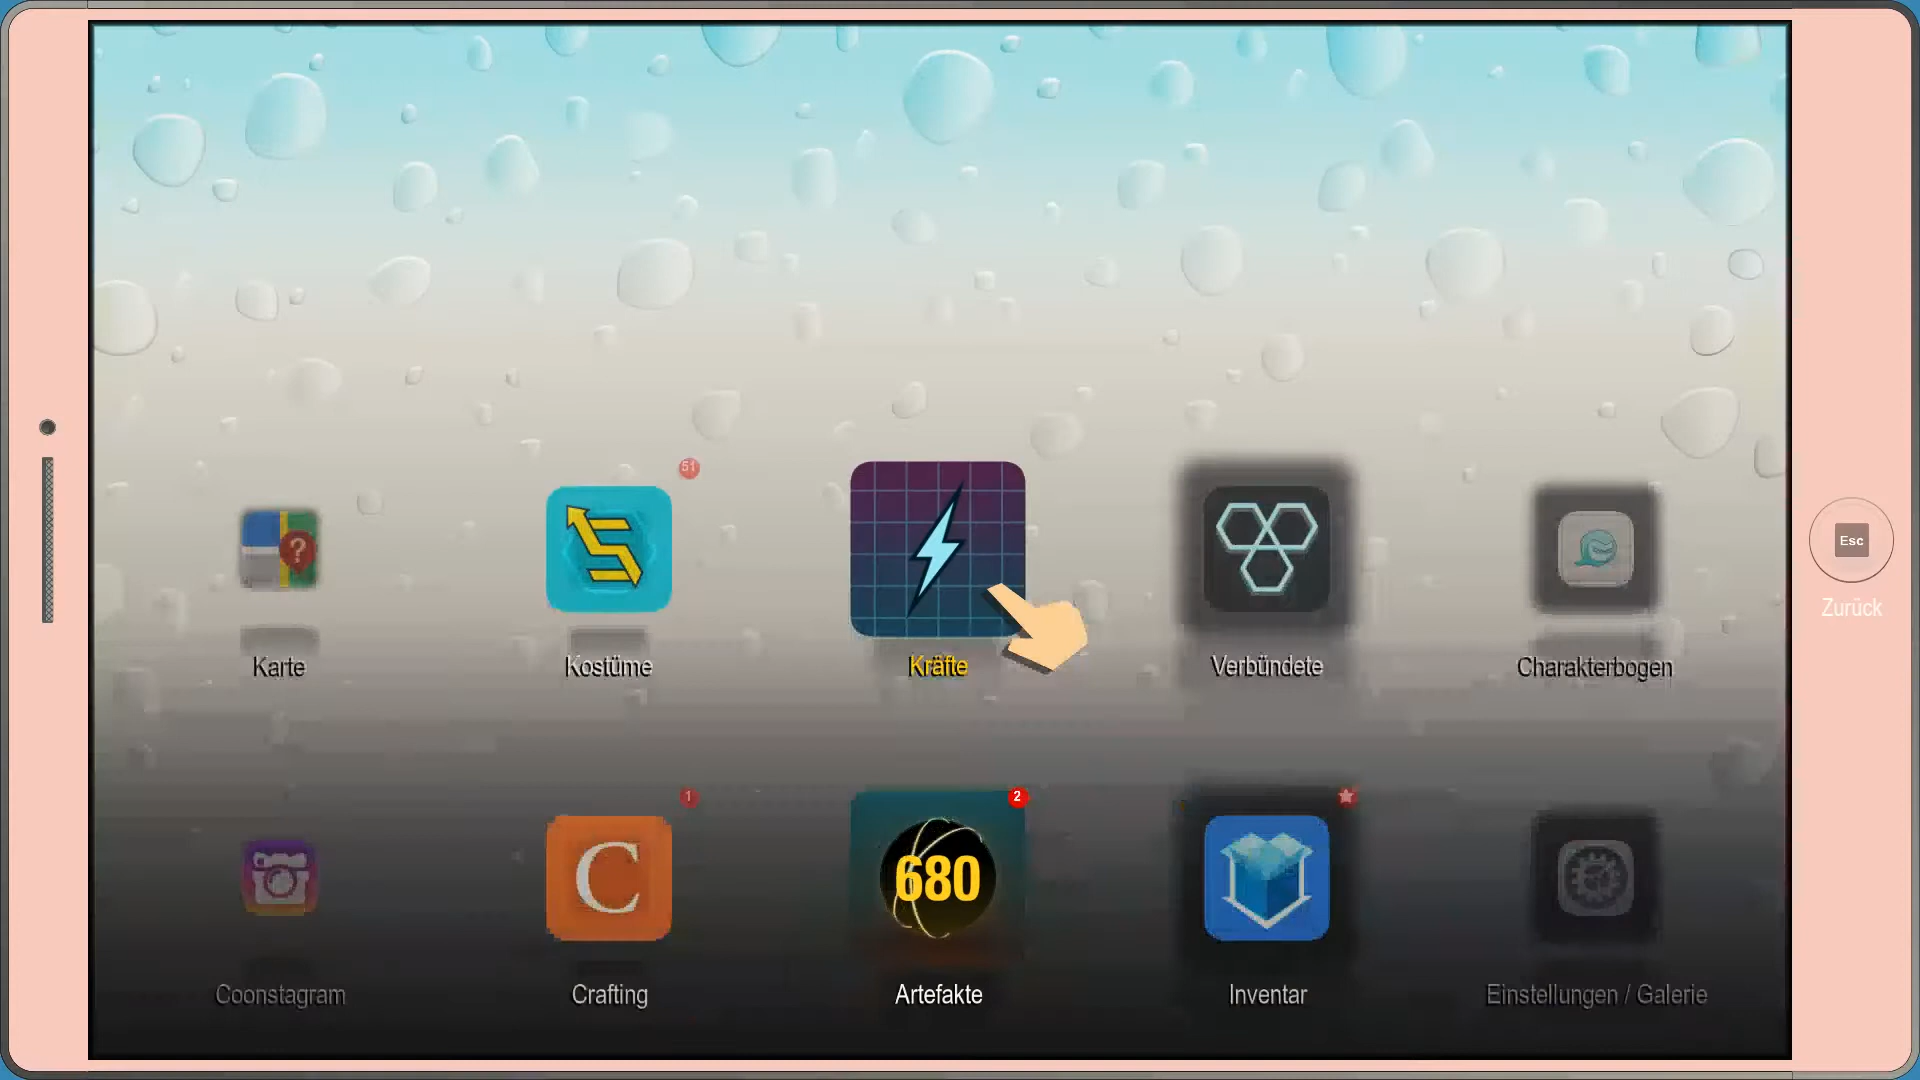 51
Esc
Zurück
Karte
Kostüme
Kräfte
Verbündete
Charakterbogen
1
2
C
680
Coonstagram
Crafting
Artefakte
Inventar
Einstellungen / Galerie